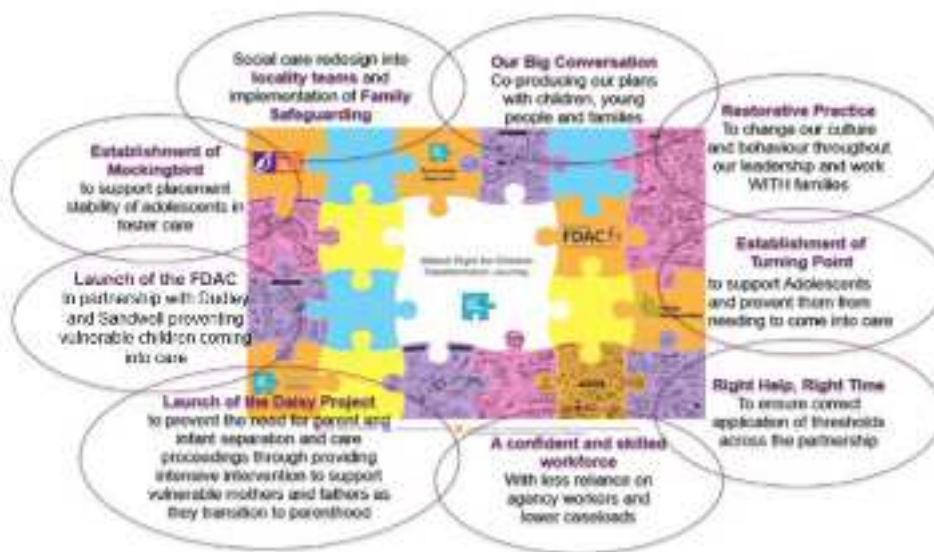 Social care redesign into
locality teams and
implementation of Family
Safeguarding
Our Big Conversation
Co-producing our plans
with children, young
people and families
Restorative Practice
To change our culture
and behaviour throughout
our leadership and work
WITH families
Establishment of
Mockingbird
to support placement
stability of adolescents in
foster care
FDAC
Right for Children
Transformation Journey
Establishment of
Turning Point
to support Adolescents
and prevent them from
needing to come into care
Launch of the FDAC
in partnership with Dudley
and Sandwell preventing
vulnerable children coming
into care
Right Help, Right Time
To ensure correct
application of thresholds
across the partnership
Launch of the Daisy Project
to prevent the need for parent and
infant separation and care
proceedings through providing
intensive intervention to support
vulnerable mothers and fathers as
they transition to parenthood
A confident and skilled
workforce
With less reliance on
agency workers and
lower caseloads